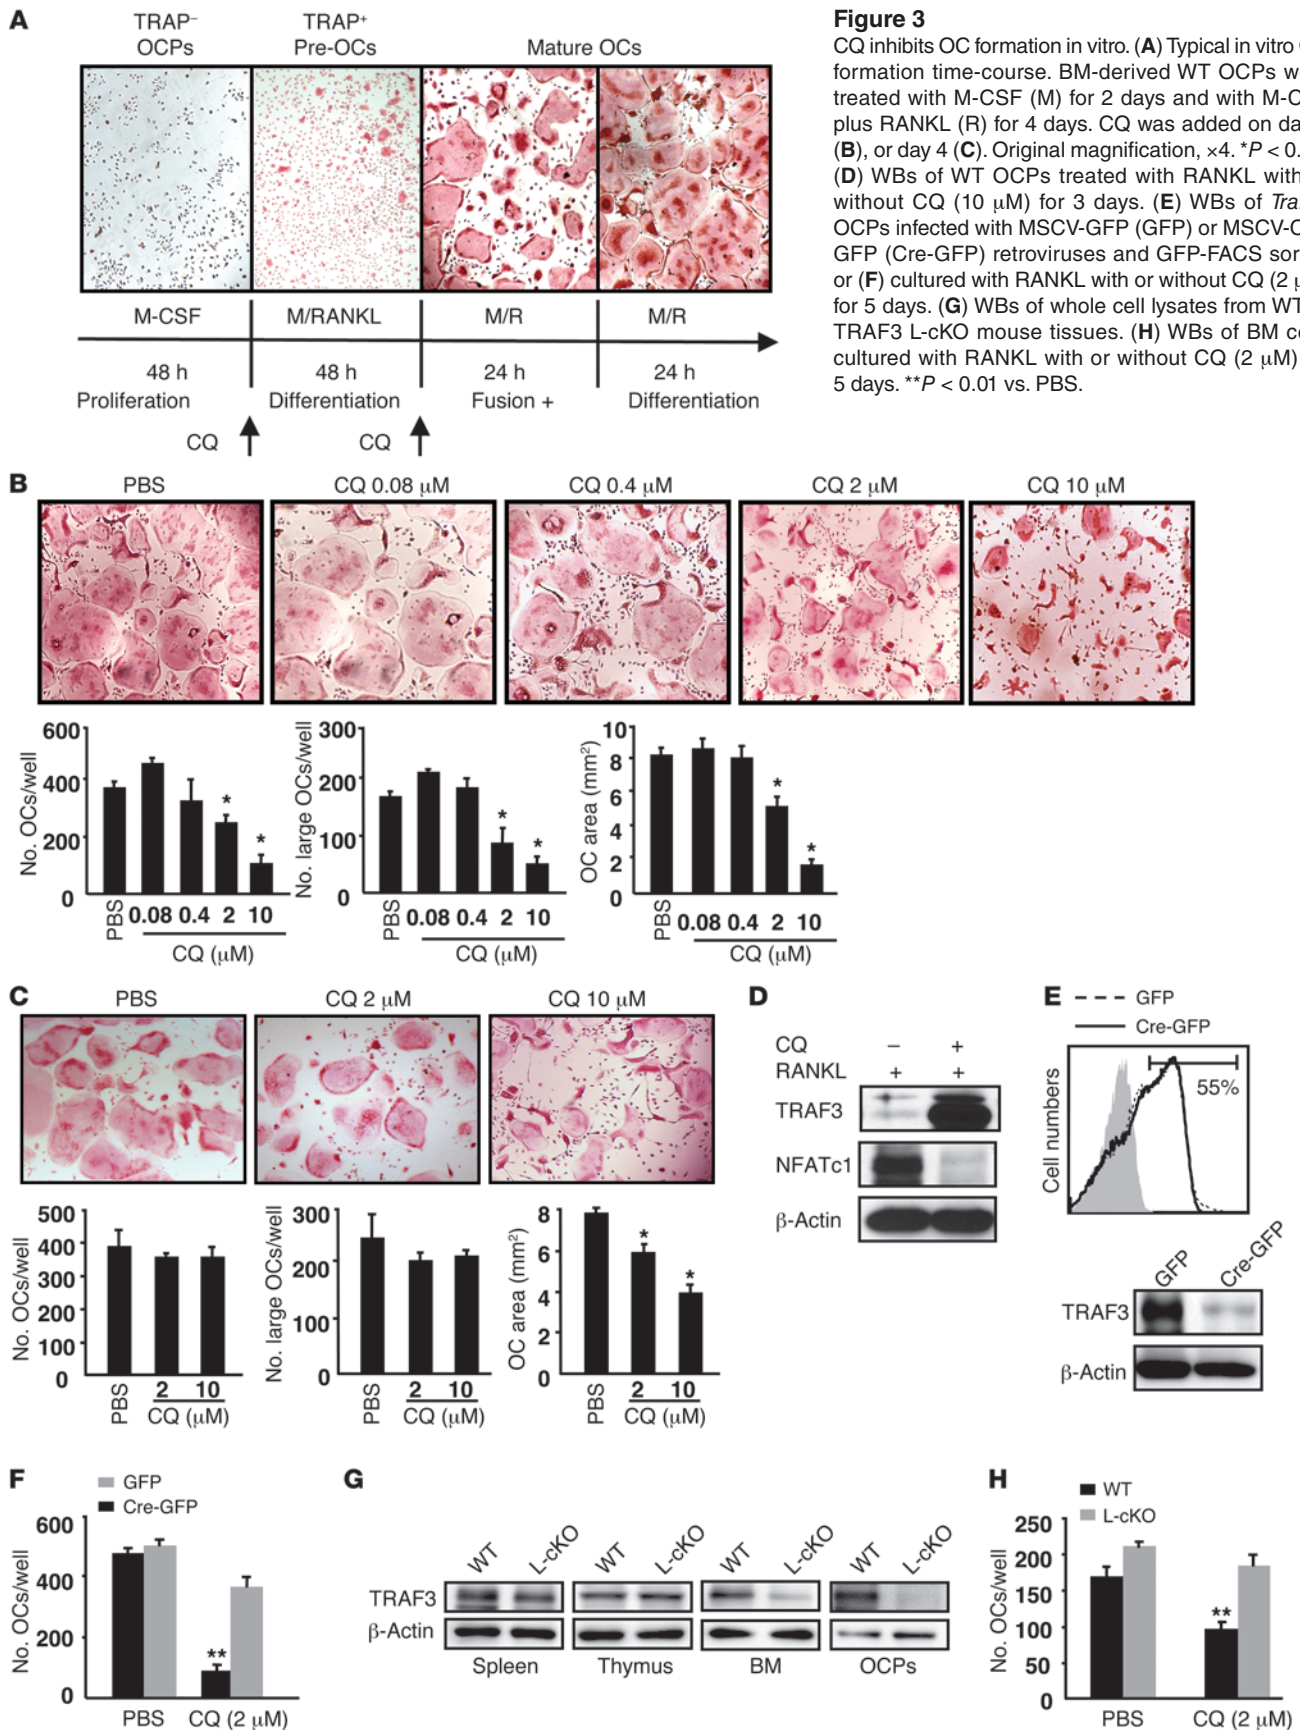 A
TRAP⁻
OCPs
TRAP⁺
Pre-OCs
Mature OCs
M-CSF
M/RANKL
M/R
M/R
48 h
48 h
24 h
24 h
Proliferation
Differentiation
Fusion +
Differentiation
CQ
CQ
Figure 3
CQ inhibits OC formation in vitro. (A) Typical in vitro
formation time-course. BM-derived WT OCPs
treated with M-CSF (M) for 2 days and with
plus RANKL (R) for 4 days. CQ was added on
(B), or day 4 (C). Original magnification, ×4. *P < 0.
(D) WBs of WT OCPs treated with RANKL with
without CQ (10 μM) for 3 days. (E) WBs of
OCPs infected with MSCV-GFP (GFP) or
GFP (Cre-GFP) retroviruses and GFP-FACS
or (F) cultured with RANKL with or without CQ (2
for 5 days. (G) WBs of whole cell lysates from WT
TRAF3 L-cKO mouse tissues. (H) WBs of BM
cultured with RANKL with or without CQ (2 μM)
5 days. **P < 0.01 vs. PBS.
B
PBS
CQ 0.08 μM
CQ 0.4 μM
CQ 2 μM
CQ 10 μM
No. OCs/well
600
400
200
0
*
*
PBS
0.08 0.4 2 10
CQ (μM)
No. large OCs/well
300
200
100
0
*
*
PBS
0.08 0.4 2 10
CQ (μM)
OC area (mm²)
10
8
6
4
2
0
*
*
PBS
0.08 0.4 2 10
CQ (μM)
C
PBS
CQ 2 μM
CQ 10 μM
No. OCs/well
500
400
300
200
100
0
PBS
2 10
CQ (μM)
No. large OCs/well
300
200
100
0
PBS
2 10
CQ (μM)
OC area (mm²)
8
6
4
2
0
*
*
PBS
2 10
CQ (μM)
D
CQ − +
RANKL + +
TRAF3
NFATc1
β-Actin
E
GFP
Cre-GFP
Cell numbers
55%
GFP
Cre-GFP
TRAF3
β-Actin
F
GFP
Cre-GFP
No. OCs/well
600
400
200
0
**
PBS
CQ (2 μM)
G
WT L-cKO WT L-cKO WT L-cKO WT L-cKO
TRAF3
β-Actin
Spleen
Thymus
BM
OCPs
H
WT
L-cKO
No. OCs/well
250
200
150
100
50
0
**
PBS
CQ (2 μM)